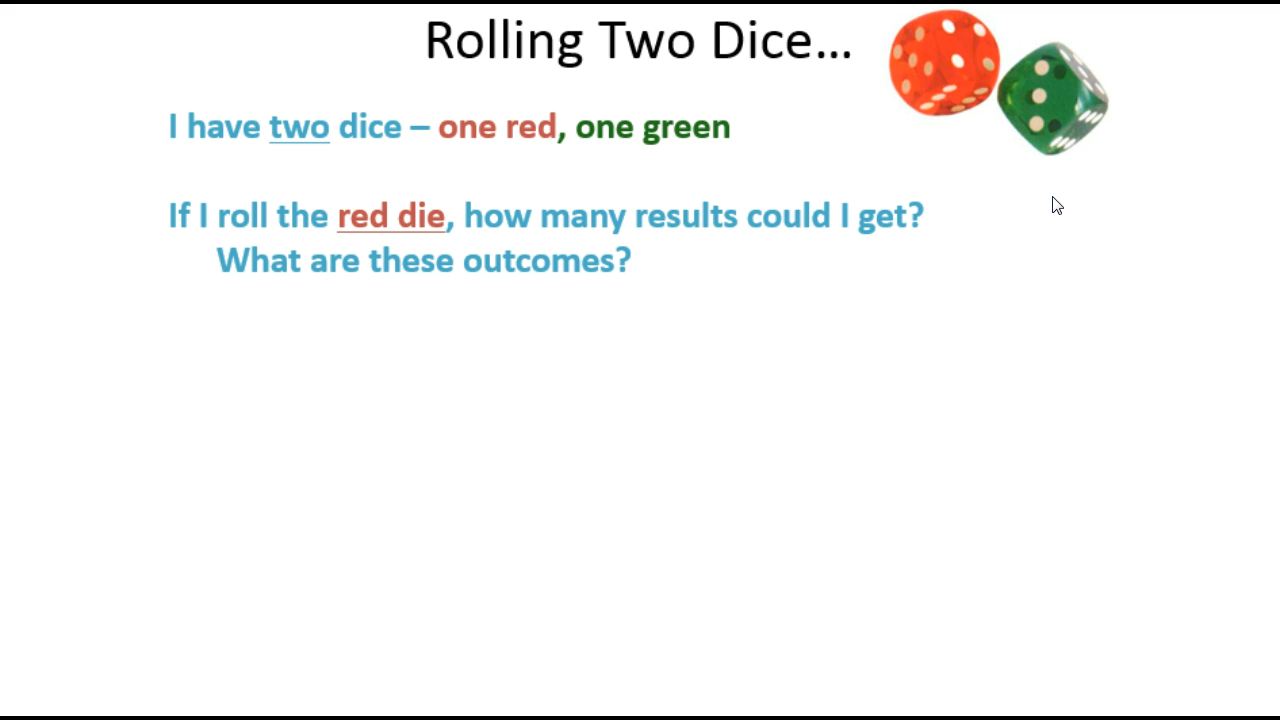 Rolling Two Dice...
I have two dice – one red, one green
If I roll the red die, how many results could I get?
What are these outcomes?